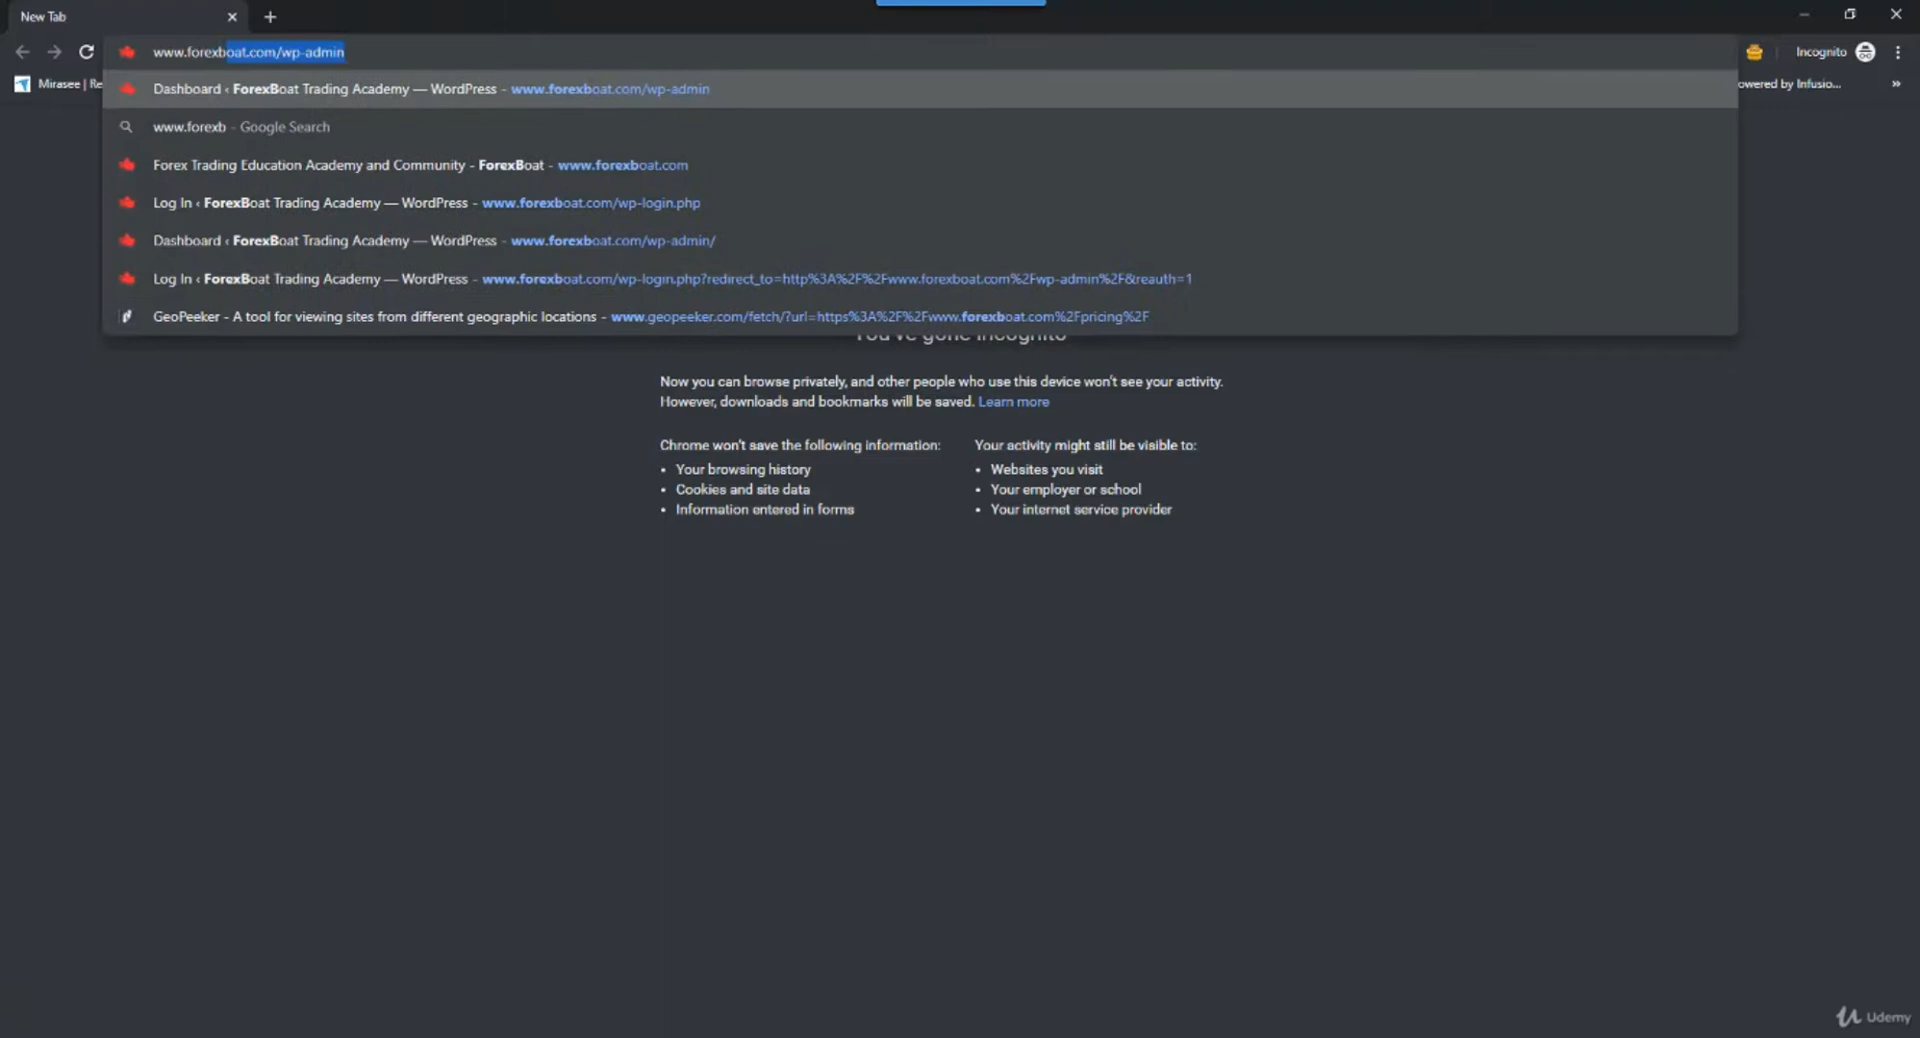 New Tab
www.forexboat.com/wp-admin
Incognito
Mirasee | Re
owered by Infusio...
Dashboard ‹ ForexBoat Trading Academy — WordPress - www.forexboat.com/wp-admin
www.forexb - Google Search
Forex Trading Education Academy and Community - ForexBoat - www.forexboat.com
Log In ‹ ForexBoat Trading Academy — WordPress - www.forexboat.com/wp-login.php
Dashboard ‹ ForexBoat Trading Academy — WordPress - www.forexboat.com/wp-admin/
Log In ‹ ForexBoat Trading Academy — WordPress - www.forexboat.com/wp-login.php?redirect_to=http%3A%2F%2Fwww.forexboat.com%2Fwp-admin%2F&reauth=1
GeoPeeker - A tool for viewing sites from different geographic locations - www.geopeeker.com/fetch/?url=https%3A%2F%2Fwww.forexboat.com%2Fpricing%2F
You've gone Incognito
Now you can browse privately, and other people who use this device won't see your activity.
However, downloads and bookmarks will be saved. Learn more
Chrome won't save the following information:
• Your browsing history
• Cookies and site data
• Information entered in forms
Your activity might still be visible to:
• Websites you visit
• Your employer or school
• Your internet service provider
Udemy